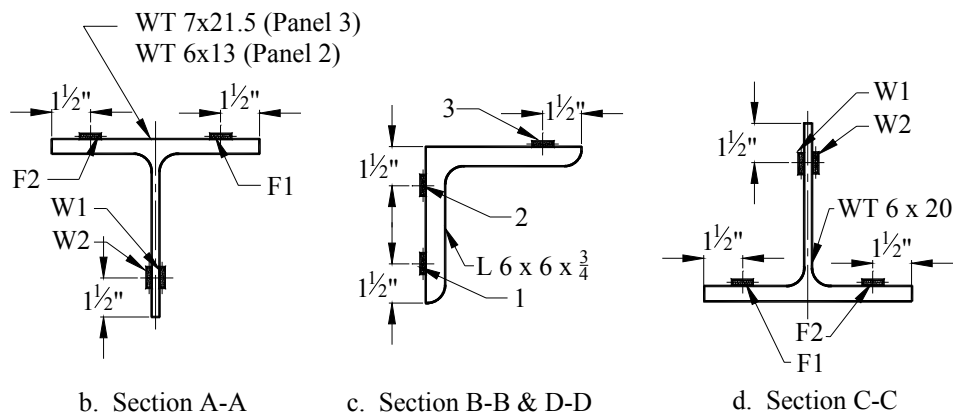 WT 7x21.5 (Panel 3)
WT 6x13 (Panel 2)
1½"
1½"
F2
F1
W1
W2
1½"
b. Section A-A
3
1½"
1½"
2
L 6 x 6 x ¾
1½"
1
c. Section B-B & D-D
W1
W2
1½"
WT 6 x 20
1½"
1½"
F2
F1
d. Section C-C